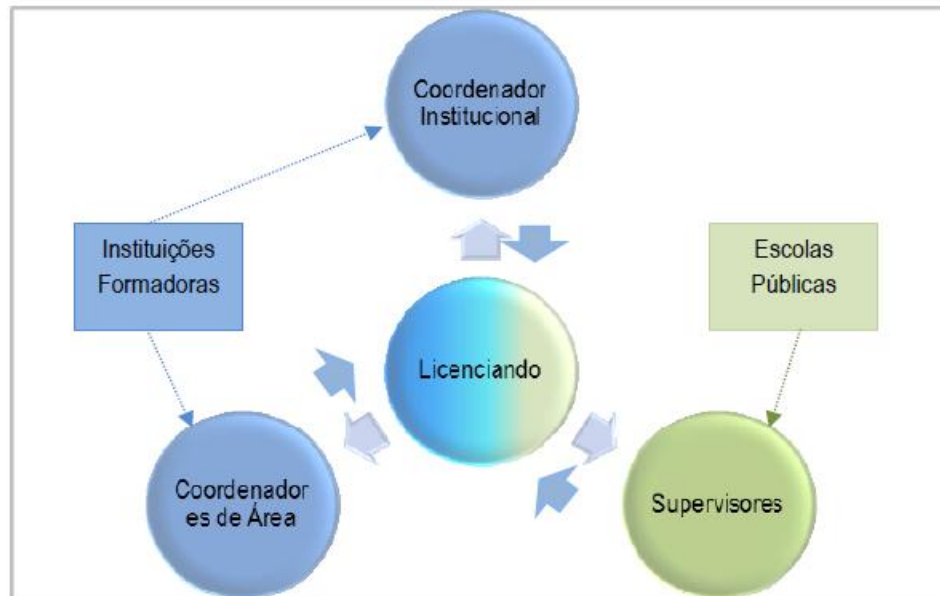 Coordenador
Institucional
Instituições
Formadoras
Escolas
Públicas
Licenciando
Coordenador
es de Área
Supervisores